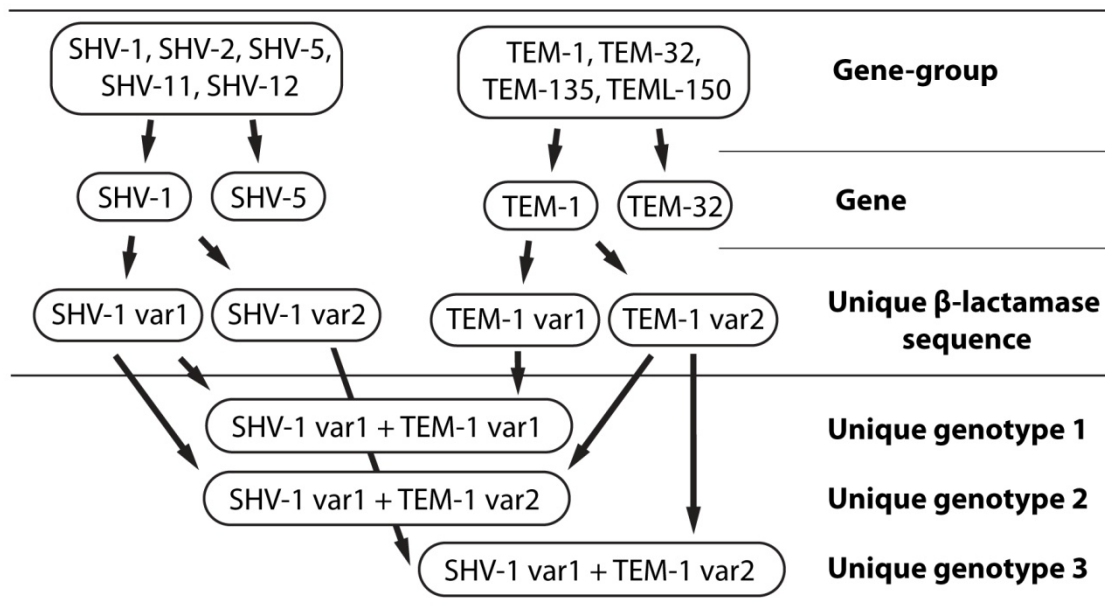 SHV-1, SHV-2, SHV-5,
SHV-11, SHV-12
TEM-1, TEM-32,
TEM-135, TEML-150
Gene-group
SHV-1
SHV-5
TEM-1
TEM-32
Gene
SHV-1 var1
SHV-1 var2
TEM-1 var1
TEM-1 var2
Unique β-lactamase
sequence
SHV-1 var1 + TEM-1 var1
Unique genotype 1
SHV-1 var1 + TEM-1 var2
Unique genotype 2
SHV-1 var1 + TEM-1 var2
Unique genotype 3